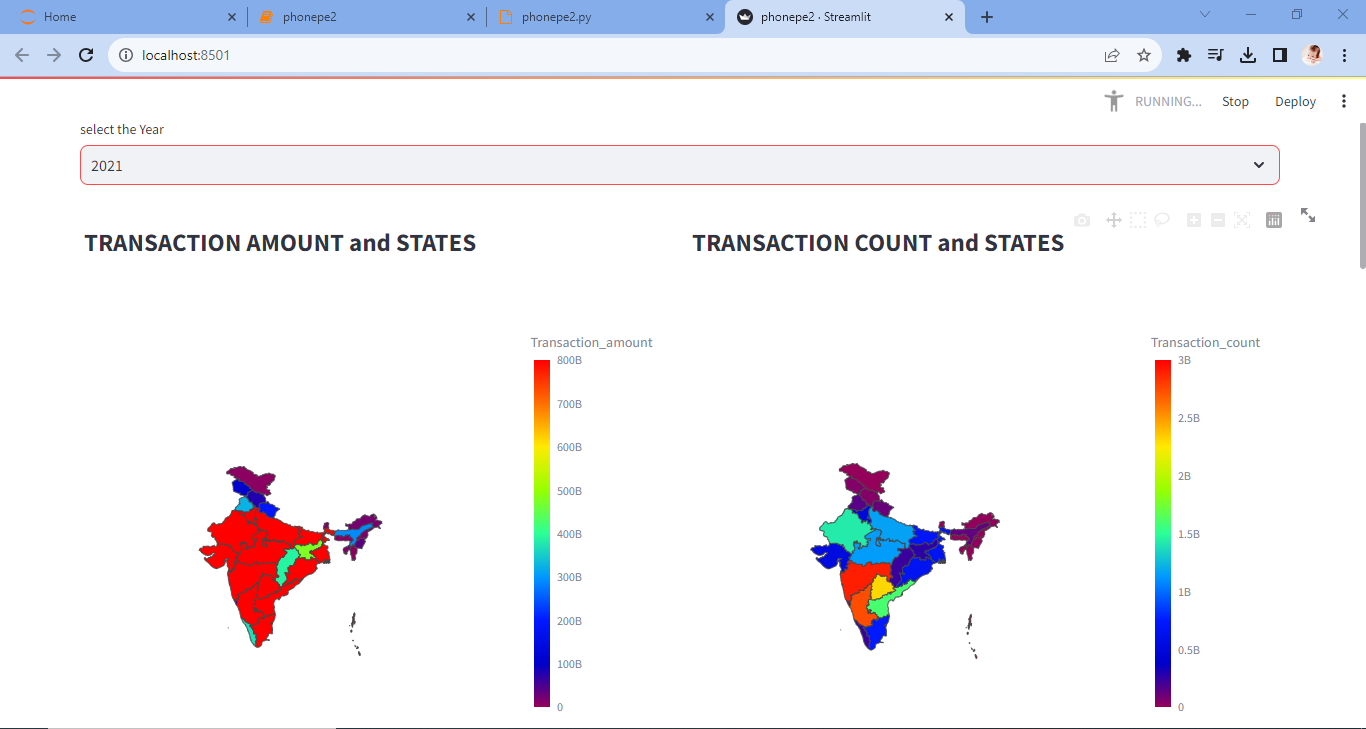 Home
phonepe2
phonepe2.py
phonepe2 · Streamlit
localhost:8501
RUNNING...
Stop
Deploy
select the Year
2021
TRANSACTION AMOUNT and STATES
Transaction_amount
800B
700B
600B
500B
400B
300B
200B
100B
0
TRANSACTION COUNT and STATES
Transaction_count
3B
2.5B
2B
1.5B
1B
0.5B
0